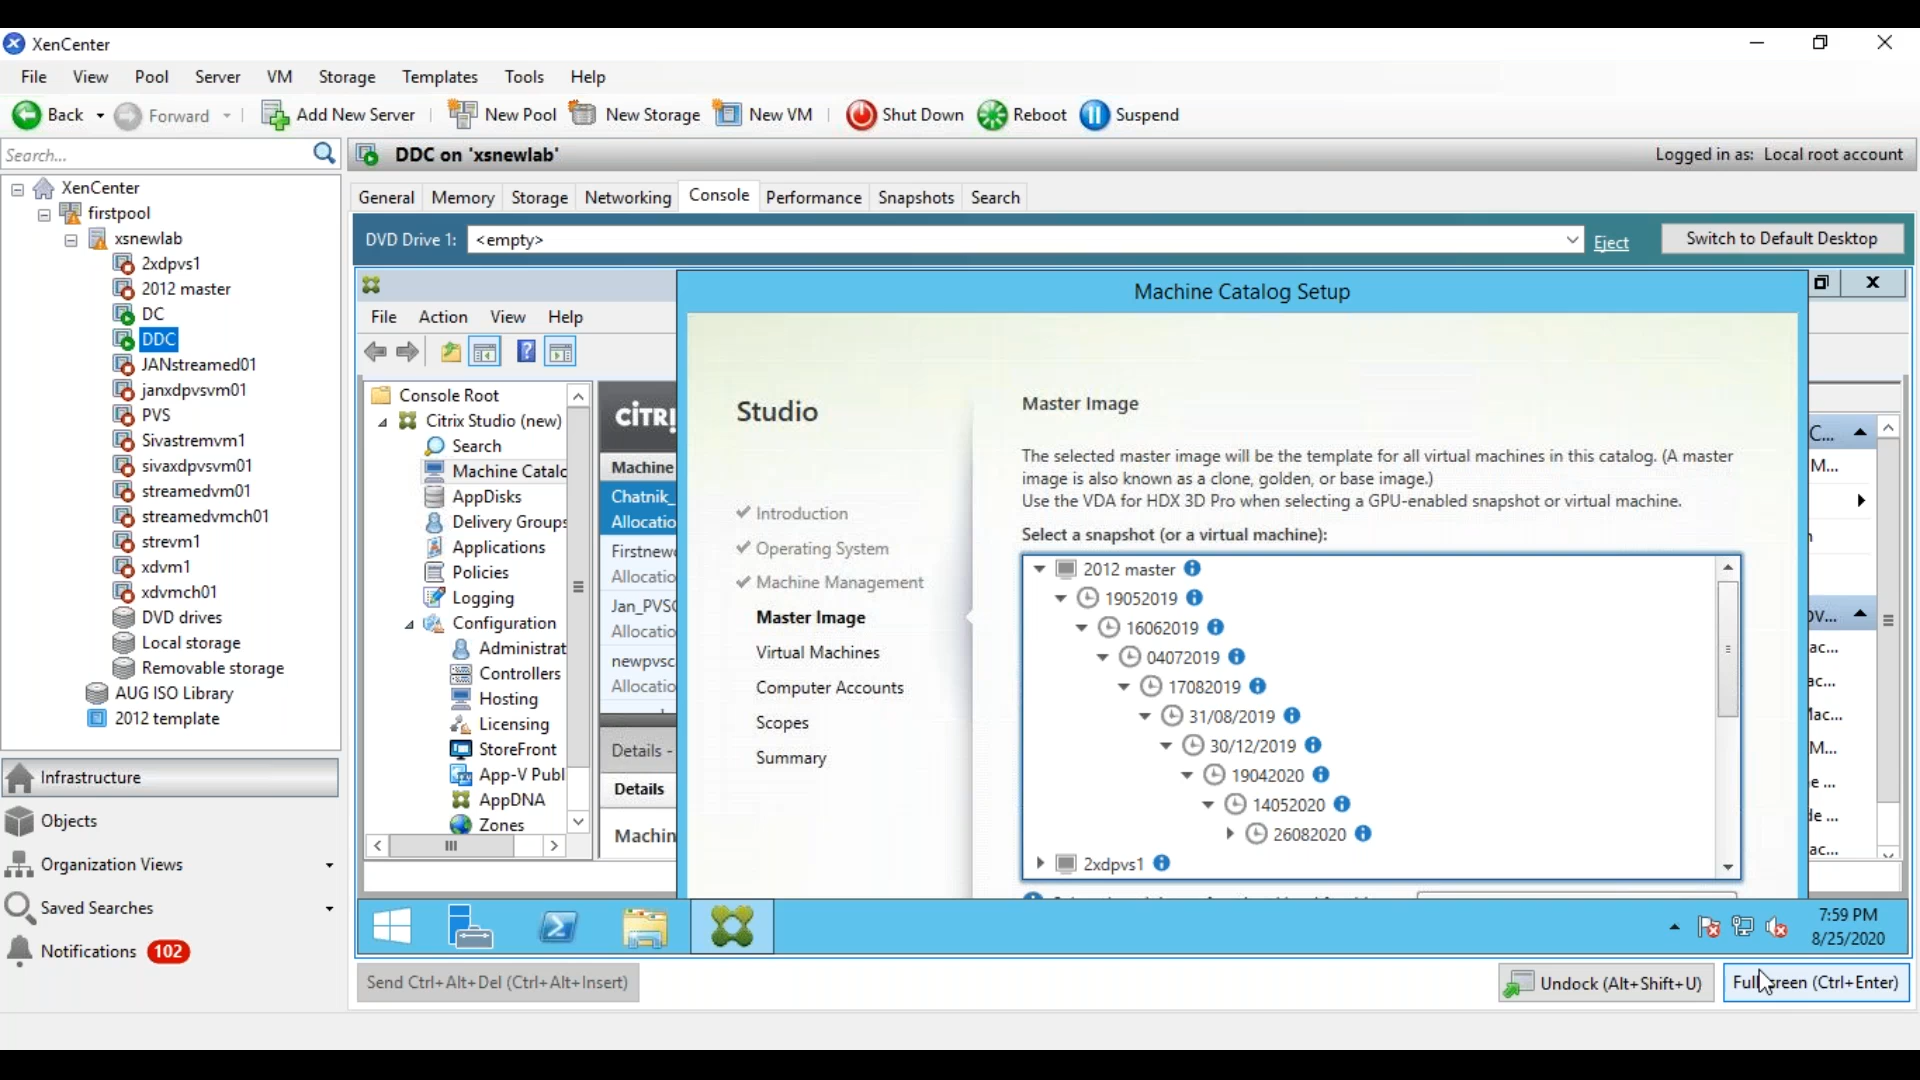 XenCenter
File View Pool Server VM Storage Templates Tools Help
Back Forward Add New Server New Pool New Storage New VM Shut Down Reboot Suspend
Search...
DDC on 'xsnewlab'
Logged in as: Local root account
XenCenter
firstpool
xsnewlab
2xdpvs1
2012 master
DC
DDC
JANstreamed01
janxdpvsvm01
PVS
Sivastremvm1
sivaxdpvsvm01
streamedvm01
streamedvmch01
strevm1
xdvm1
xdvmch01
DVD drives
Local storage
Removable storage
AUG ISO Library
2012 template
Infrastructure
Objects
Organization Views
Saved Searches
Notifications 102
General Memory Storage Networking Console Performance Snapshots Search
DVD Drive 1: <empty> Eject Switch to Default Desktop
File Action View Help
Console Root
Citrix Studio (new)
Search
Machine Catalo
AppDisks
Delivery Groups
Applications
Policies
Logging
Configuration
Administrat
Controllers
Hosting
Licensing
StoreFront
App-V Publ
AppDNA
Zones
CITRI
Machine
Chatnik_
Allocatio
Firstnew
Allocatio
Jan_PVS
Allocatio
newpvsc
Allocatio
Details -
Details
Machin
Machine Catalog Setup
Studio
Introduction
Operating System
Machine Management
Master Image
Virtual Machines
Computer Accounts
Scopes
Summary
Master Image
The selected master image will be the template for all virtual machines in this catalog. (A master
image is also known as a clone, golden, or base image.)
Use the VDA for HDX 3D Pro when selecting a GPU-enabled snapshot or virtual machine.
Select a snapshot (or a virtual machine):
2012 master
19052019
16062019
04072019
17082019
31/08/2019
30/12/2019
19042020
14052020
26082020
2xdpvs1
C...
M...
ac...
ac...
M...
e ...
ac...
7:59 PM
8/25/2020
Send Ctrl+Alt+Del (Ctrl+Alt+Insert)
Undock (Alt+Shift+U)
Fullscreen (Ctrl+Enter)